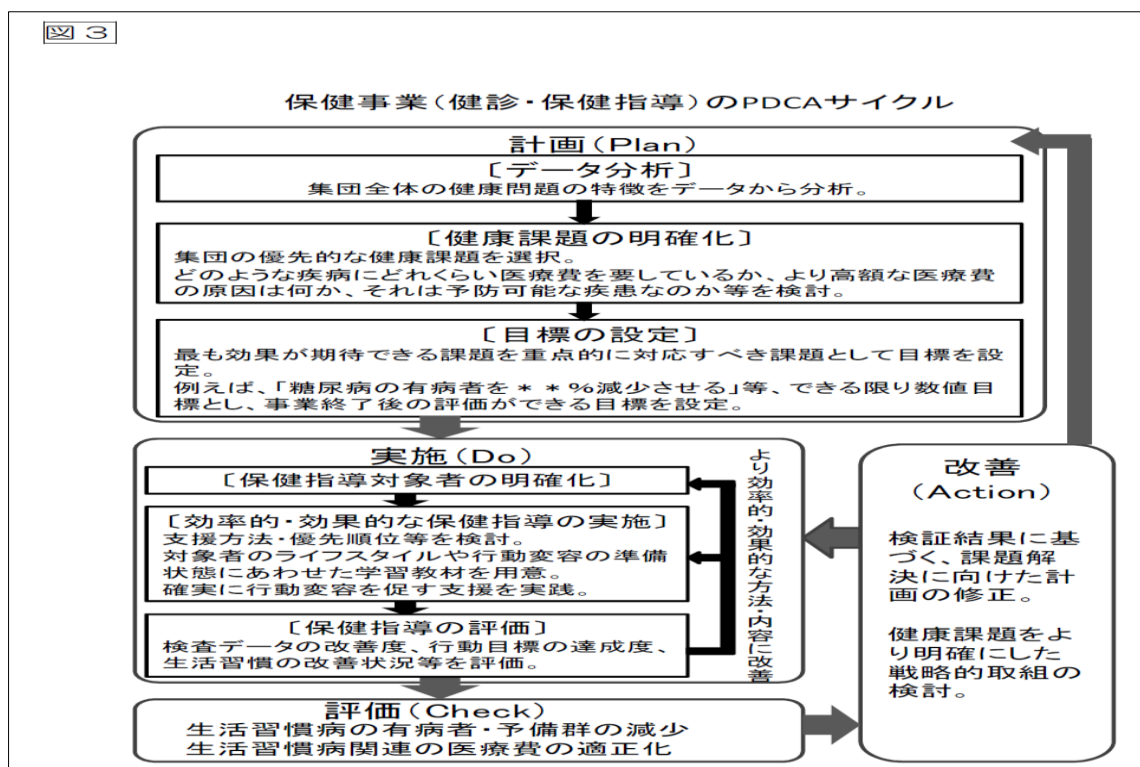 図3
保健事業(健診・保健指導)のPDCAサイクル
計画(Plan)
[データ分析]
集団全体の健康問題の特徴をデータから分析。
[健康課題の明確化]
集団の優先的な健康課題を選択。
どのような疾病にどれくらい医療費を要しているか、より高額な医療費
の原因は何か、それは予防可能な疾患なのか等を検討。
[目標の設定]
最も効果が期待できる課題を重点的に対応すべき課題として目標を設
定。
例えば、「糖尿病の有病者を**%減少させる」等、できる限り数値目
標とし、事業終了後の評価ができる目標を設定。
実施(Do)
[保健指導対象者の明確化]
[効率的・効果的な保健指導の実施]
支援方法・優先順位等を検討。
対象者のライフスタイルや行動変容の準備
状態にあわせた学習教材を用意。
確実に行動変容を促す支援を実践。
[保健指導の評価]
検査データの改善度、行動目標の達成度、
生活習慣の改善状況等を評価。
より効率的・効果的な方法・内容に改善
評価(Check)
生活習慣病の有病者・予備群の減少
生活習慣病関連の医療費の適正化
改善
(Action)
検証結果に基
づく、課題解
決に向けた計
画の修正。
健康課題をよ
り明確にした
戦略的取組の
検討。